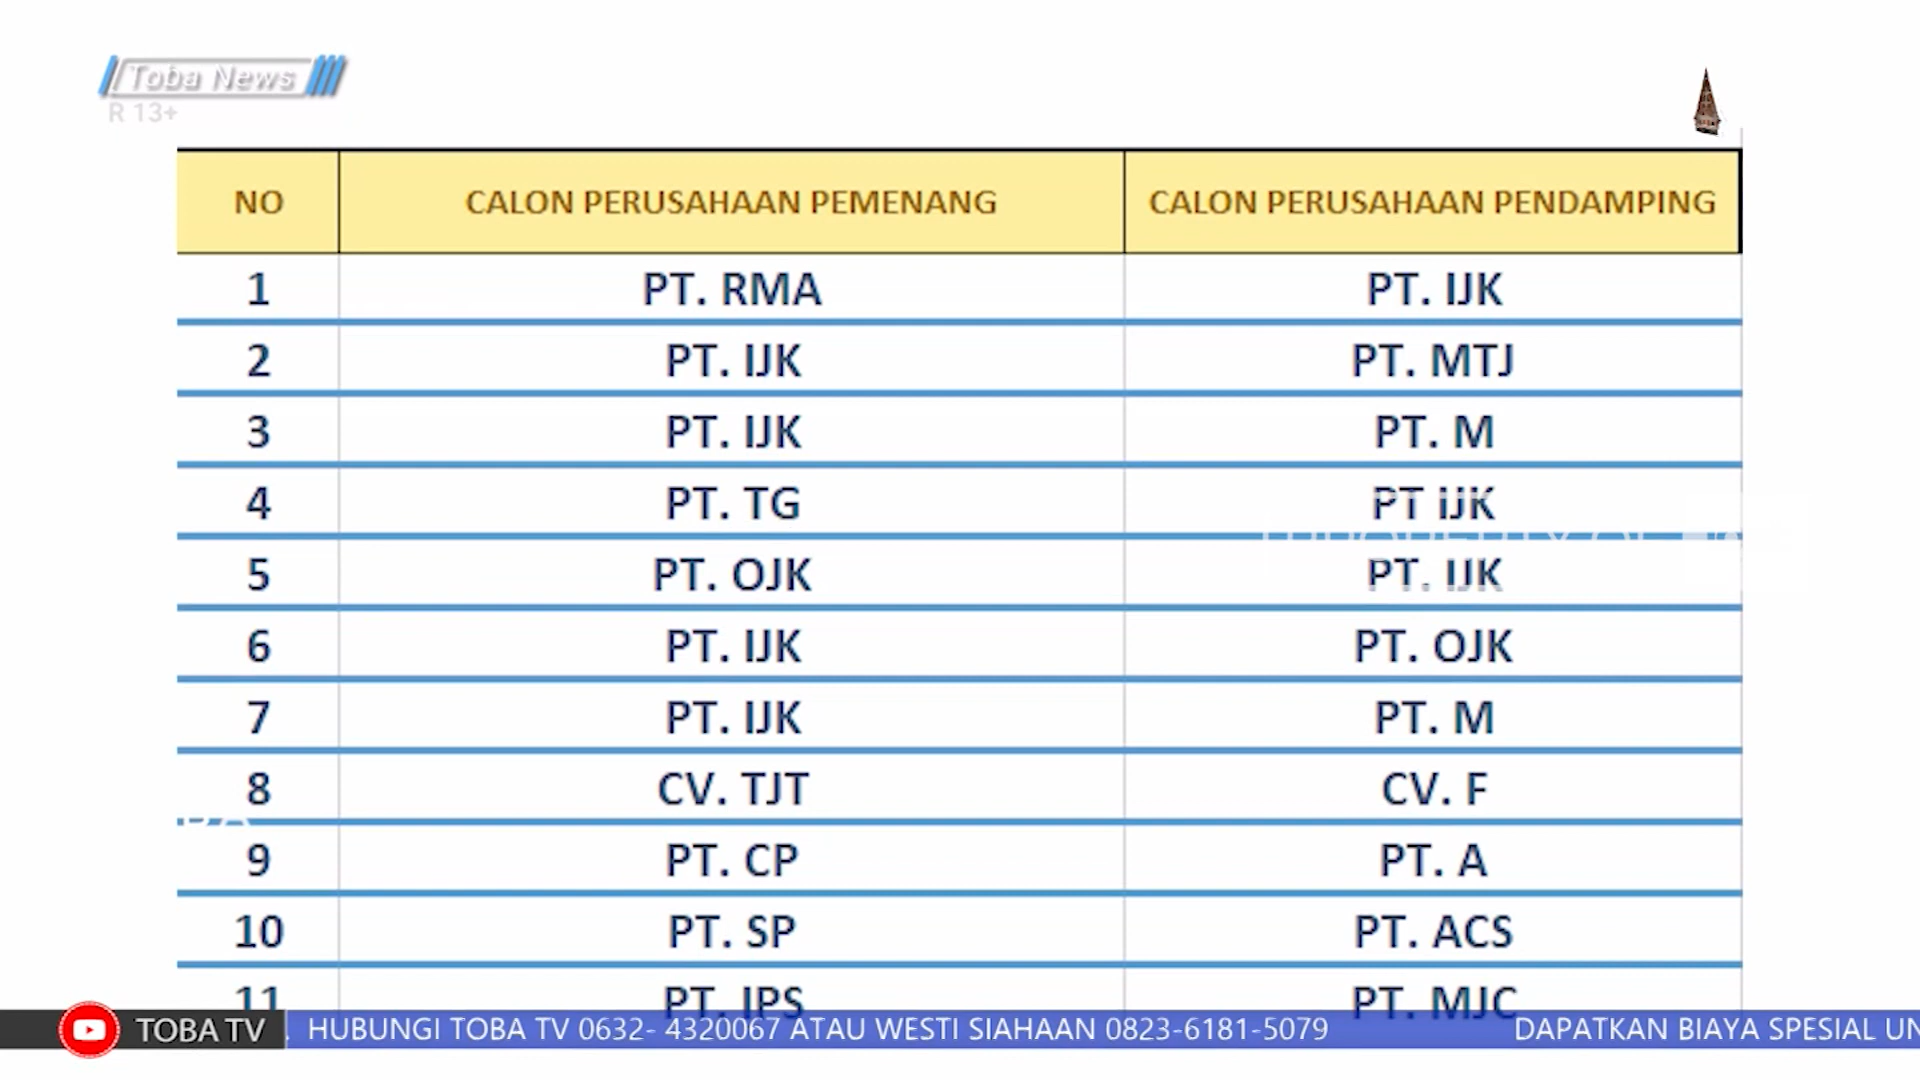 Toba News
R 13+
NO CALON PERUSAHAAN PEMENANG CALON PERUSAHAAN PENDAMPING
1 PT. RMA PT. IJK
2 PT. IJK PT. MTJ
3 PT. IJK PT. M
4 PT. TG PT IJK
5 PT. OJK PT. IJK
6 PT. IJK PT. OJK
7 PT. IJK PT. M
8 CV. TJT CV. F
9 PT. CP PT. A
10 PT. SP PT. ACS
11 PT. IPS PT. MJC
TOBA TV . HUBUNGI TOBA TV 0632- 4320067 ATAU WESTI SIAHAAN 0823-6181-5079 DAPATKAN BIAYA SPESIAL UN